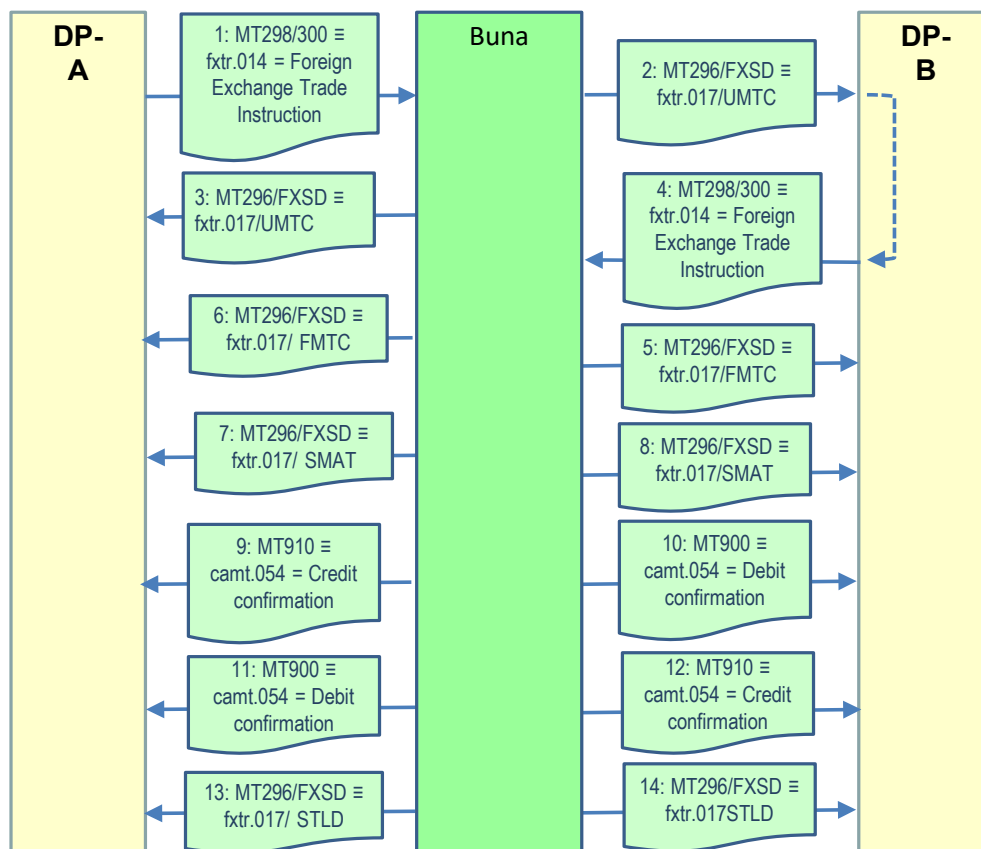 DP-
A
1: MT298/300 ≡
fxtr.014 = Foreign
Exchange Trade
Instruction
Buna
2: MT296/FXSD ≡
fxtr.017/UMTC
DP-
B
3: MT296/FXSD ≡
fxtr.017/UMTC
4: MT298/300 ≡
fxtr.014 = Foreign
Exchange Trade
Instruction
6: MT296/FXSD ≡
fxtr.017/ FMTC
5: MT296/FXSD ≡
fxtr.017/FMTC
7: MT296/FXSD ≡
fxtr.017/ SMAT
8: MT296/FXSD ≡
fxtr.017/SMAT
9: MT910 ≡
camt.054 = Credit
confirmation
10: MT900 ≡
camt.054 = Debit
confirmation
11: MT900 ≡
camt.054 = Debit
confirmation
12: MT910 ≡
camt.054 = Credit
confirmation
13: MT296/FXSD ≡
fxtr.017/ STLD
14: MT296/FXSD ≡
fxtr.017STLD